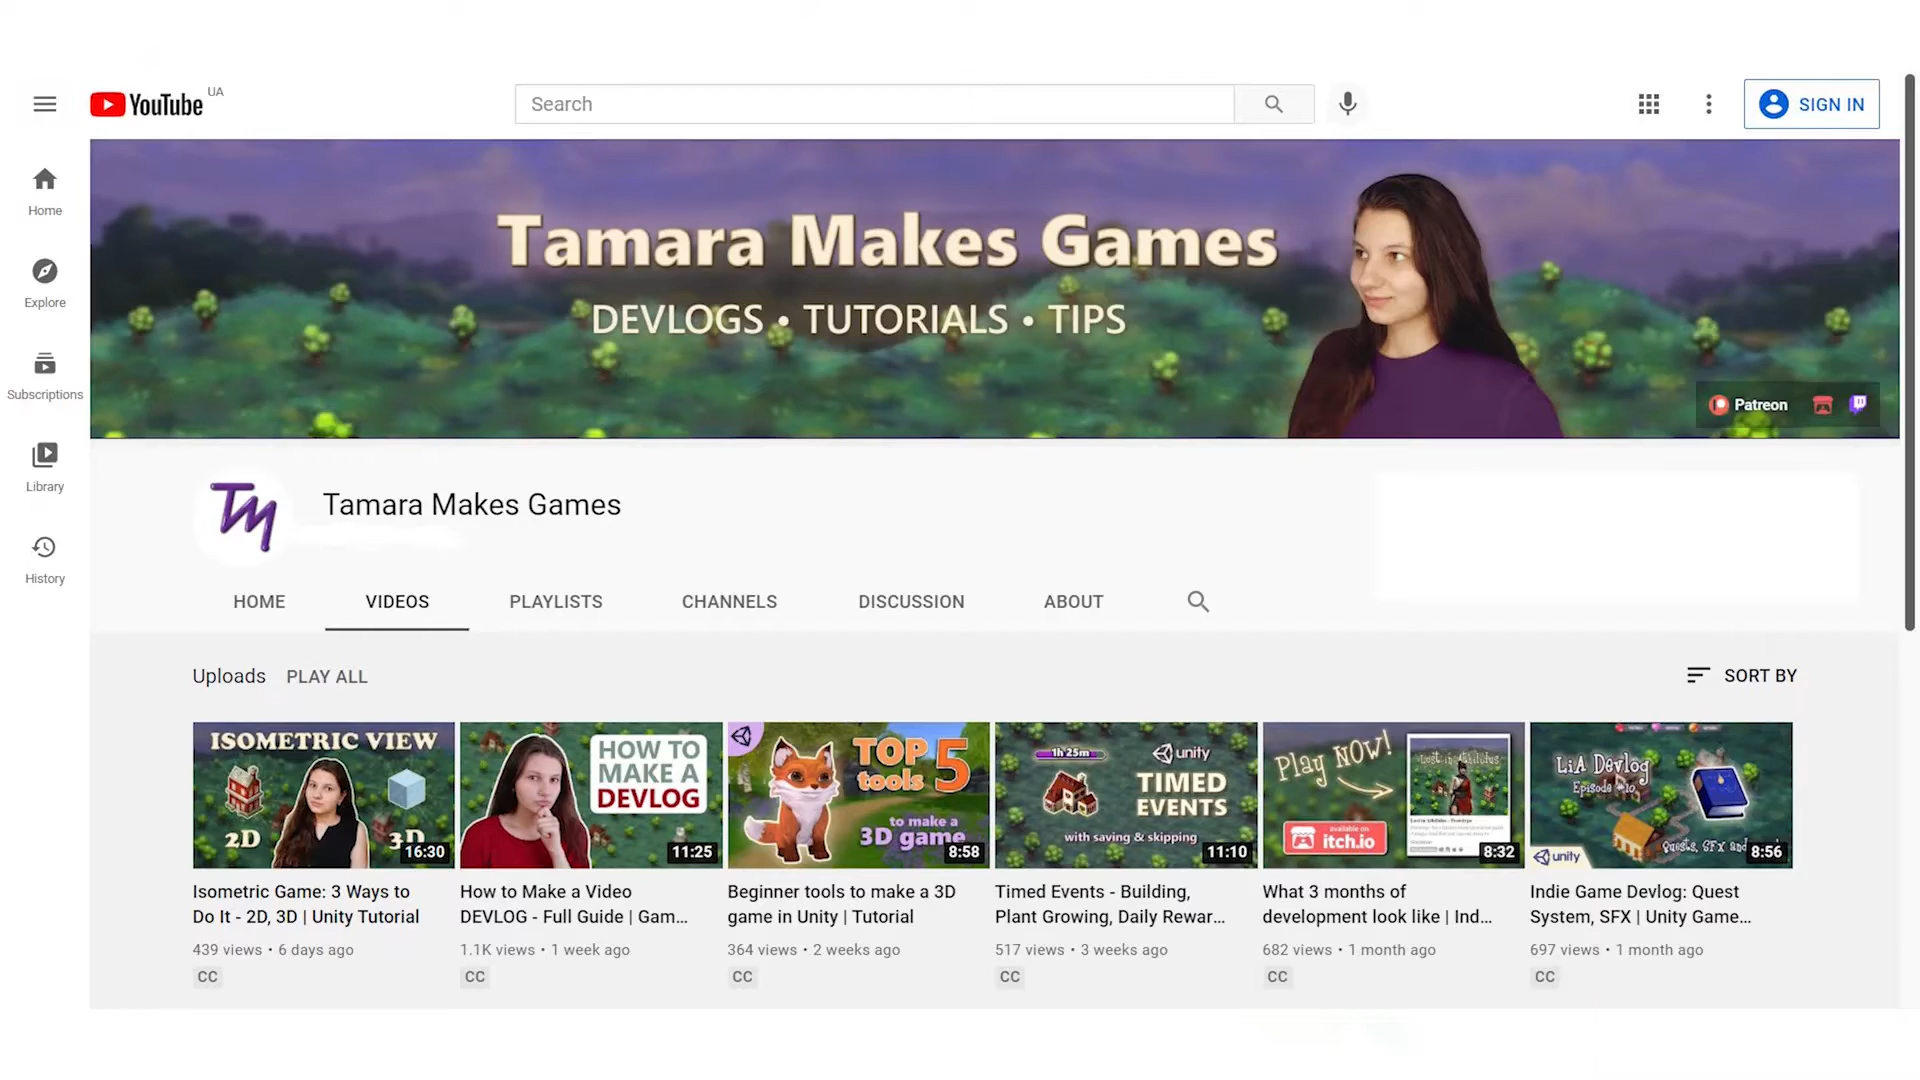 YouTube UA
Search
SIGN IN
Home
Explore
Subscriptions
Library
History
Tamara Makes Games
DEVLOGS • TUTORIALS • TIPS
Patreon
TM
Tamara Makes Games
HOME
VIDEOS
PLAYLISTS
CHANNELS
DISCUSSION
ABOUT
Uploads
PLAY ALL
SORT BY
ISOMETRIC VIEW
2D
3D
16:30
Isometric Game: 3 Ways to
Do It - 2D, 3D | Unity Tutorial
439 views • 6 days ago
CC
HOW TO
MAKE A
DEVLOG
11:25
How to Make a Video
DEVLOG - Full Guide | Gam...
1.1K views • 1 week ago
CC
TOP 5
tools
to make a
3D game
8:58
Beginner tools to make a 3D
game in Unity | Tutorial
364 views • 2 weeks ago
CC
1h 25m
unity
TIMED
EVENTS
with saving & skipping
11:10
Timed Events - Building,
Plant Growing, Daily Rewar...
517 views • 3 weeks ago
CC
Play NOW!
available on
itch.io
8:32
What 3 months of
development look like | Ind...
682 views • 1 month ago
CC
LiA Devlog
Episode #10
unity
Quests, SFX and
8:56
Indie Game Devlog: Quest
System, SFX | Unity Game...
697 views • 1 month ago
CC